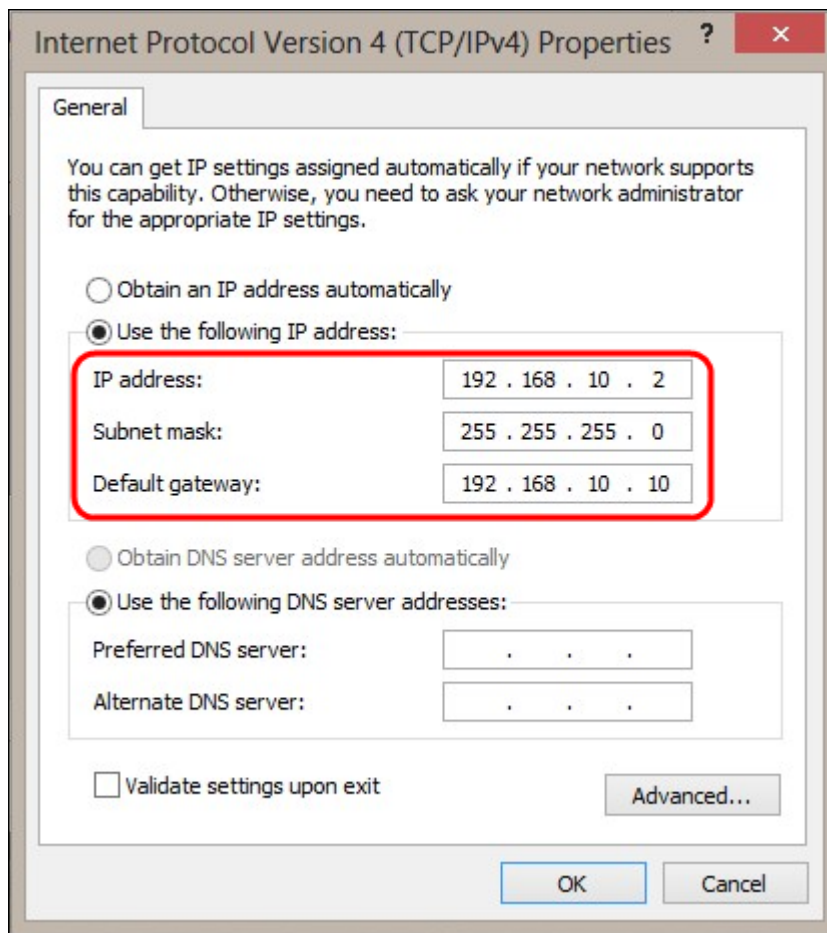 Internet Protocol Version 4 (TCP/IPv4) Properties ?
General
You can get IP settings assigned automatically if your network supports
this capability. Otherwise, you need to ask your network administrator
for the appropriate IP settings.
Obtain an IP address automatically
Use the following IP address:
IP address: 192 . 168 . 10 . 2
Subnet mask: 255 . 255 . 255 . 0
Default gateway: 192 . 168 . 10 . 10
Obtain DNS server address automatically
Use the following DNS server addresses:
Preferred DNS server: . . .
Alternate DNS server: . . .
Validate settings upon exit
Advanced...
OK Cancel